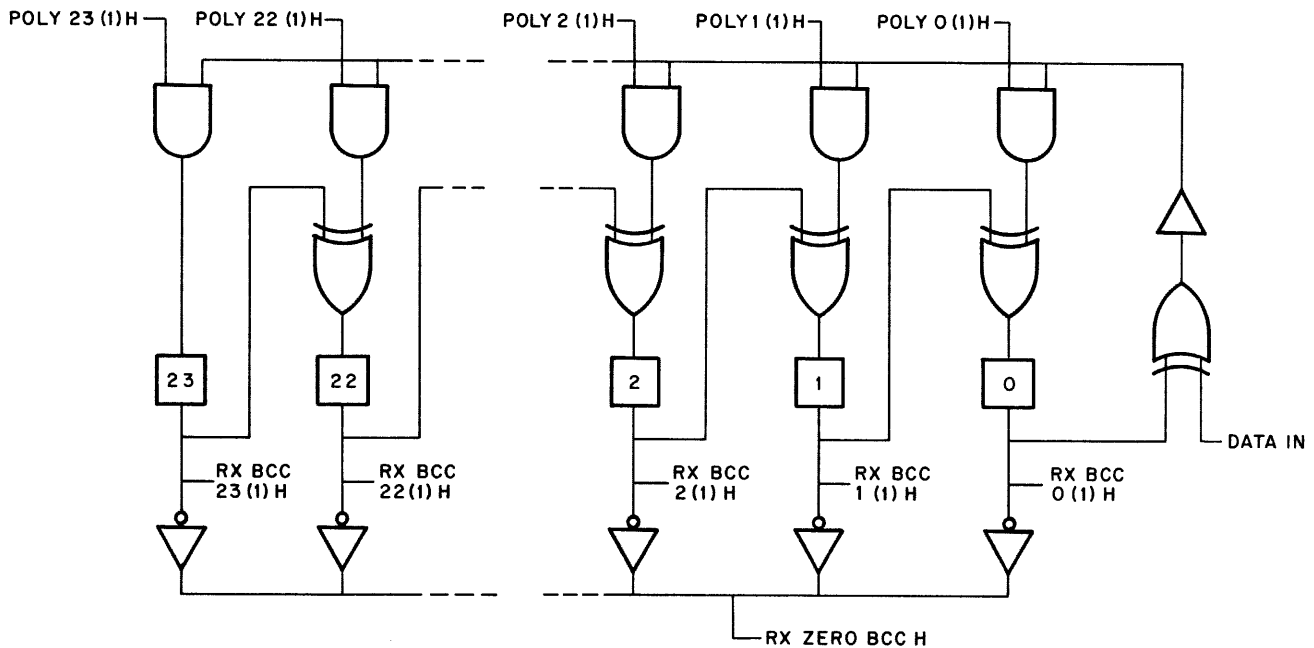 POLY 23 (1) H
POLY 22 (1) H
POLY 2 (1) H
POLY 1 (1) H
POLY 0 (1) H
23
22
2
1
0
DATA IN
RX BCC
23 (1) H
RX BCC
22 (1) H
RX BCC
2 (1) H
RX BCC
1 (1) H
RX BCC
0 (1) H
RX ZERO BCC H